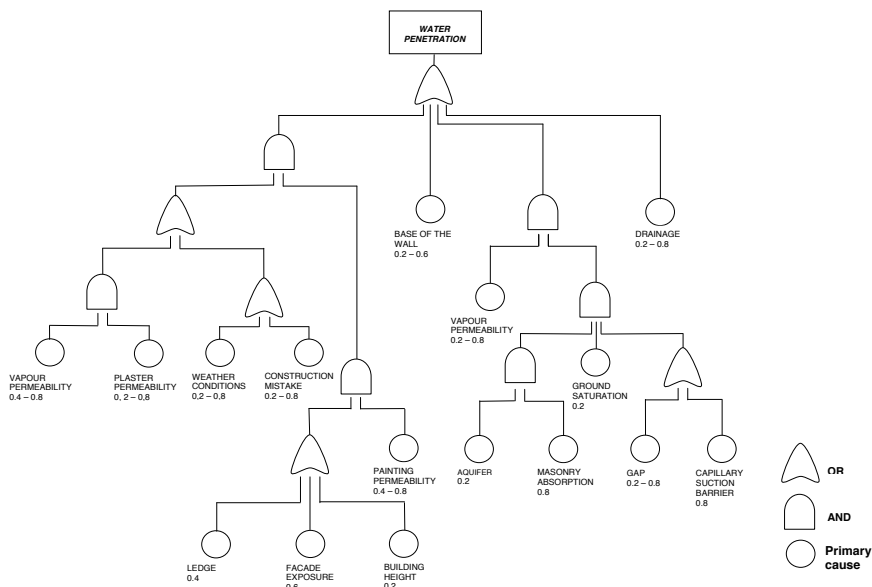 WATER
PENETRATION
BASE OF THE
WALL
0.2 – 0.6
DRAINAGE
0.2 – 0.8
VAPOUR
PERMEABILITY
0.2 – 0.8
VAPOUR
PERMEABILITY
0.4 – 0.8
PLASTER
PERMEABILITY
0, 2 – 0,8
WEATHER
CONDITIONS
0,2 – 0,8
CONSTRUCTION
MISTAKE
0.2 – 0.8
GROUND
SATURATION
0.2
PAINTING
PERMEABILITY
0.4 – 0.8
AQUIFER
0.2
MASONRY
ABSORPTION
0.8
GAP
0.2 – 0.8
CAPILLARY
SUCTION
BARRIER
0.8
LEDGE
0.4
FACADE
EXPOSURE
0.6
BUILDING
HEIGHT
0.2
OR
AND
Primary
cause